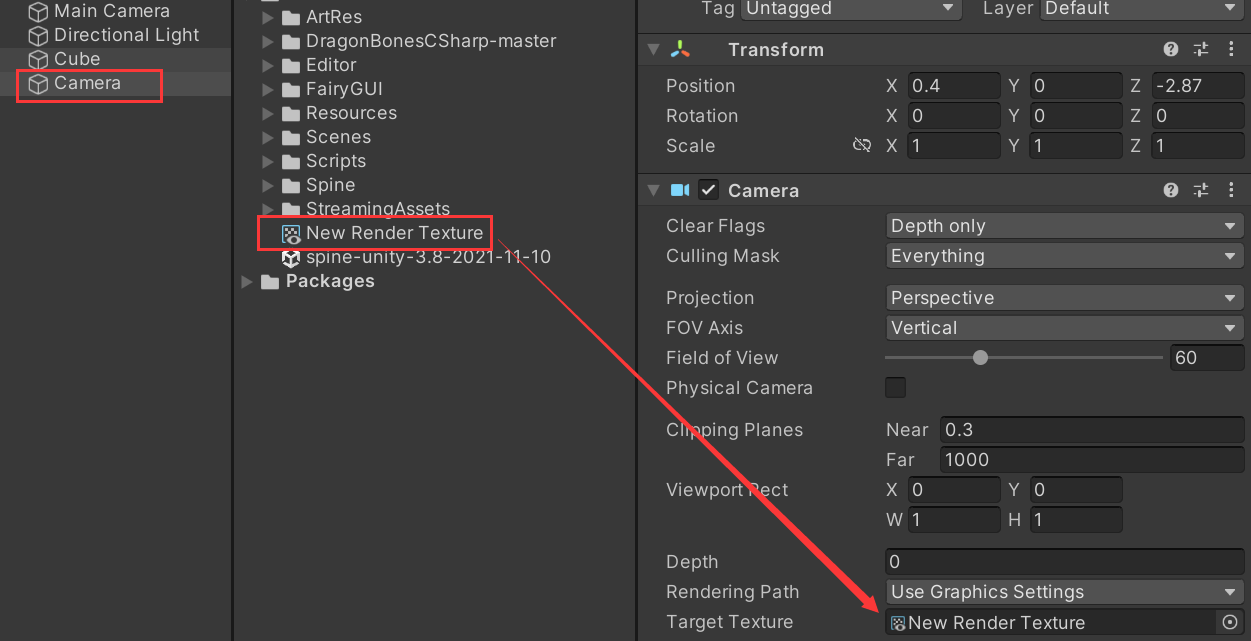 Main Camera
Directional Light
Cube
Camera
ArtRes
DragonBonesCSharp-master
Editor
FairyGUI
Resources
Scenes
Scripts
Spine
StreamingAssets
New Render Texture
spine-unity-3.8-2021-11-10
Packages
Tag Untagged Layer Default
Transform
Position X 0.4 Y 0 Z -2.87
Rotation X 0 Y 0 Z 0
Scale X 1 Y 1 Z 1
Camera
Clear Flags Depth only
Culling Mask Everything
Projection Perspective
FOV Axis Vertical
Field of View 60
Physical Camera
Clipping Planes Near 0.3
Far 1000
Viewport Rect X 0 Y 0
W 1 H 1
Depth 0
Rendering Path Use Graphics Settings
Target Texture New Render Texture